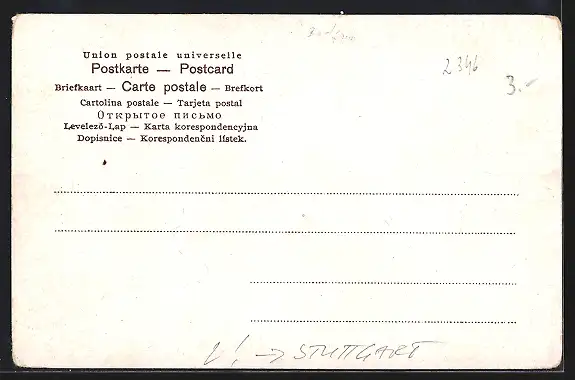 Union postale universelle
Postkarte — Postcard
Briefkaart — Carte postale — Brefkort
Cartolina postale — Tarjeta postal
Открытое письмо
Levelező-Lap — Karta korespondencyjna
Dopisnice — Korespondenční lístek.
2346
3.-
V! → STUTTGART